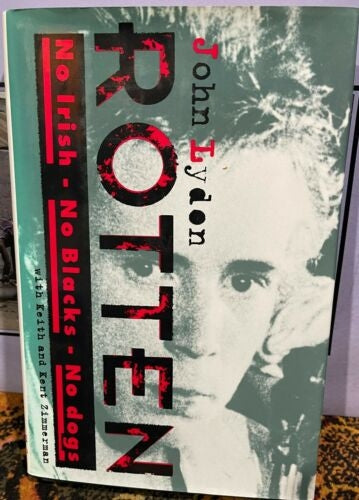 John Lydon
ROTTEN
No Irish - No Blacks - No dogs
with Keith and Kent Zimmerman